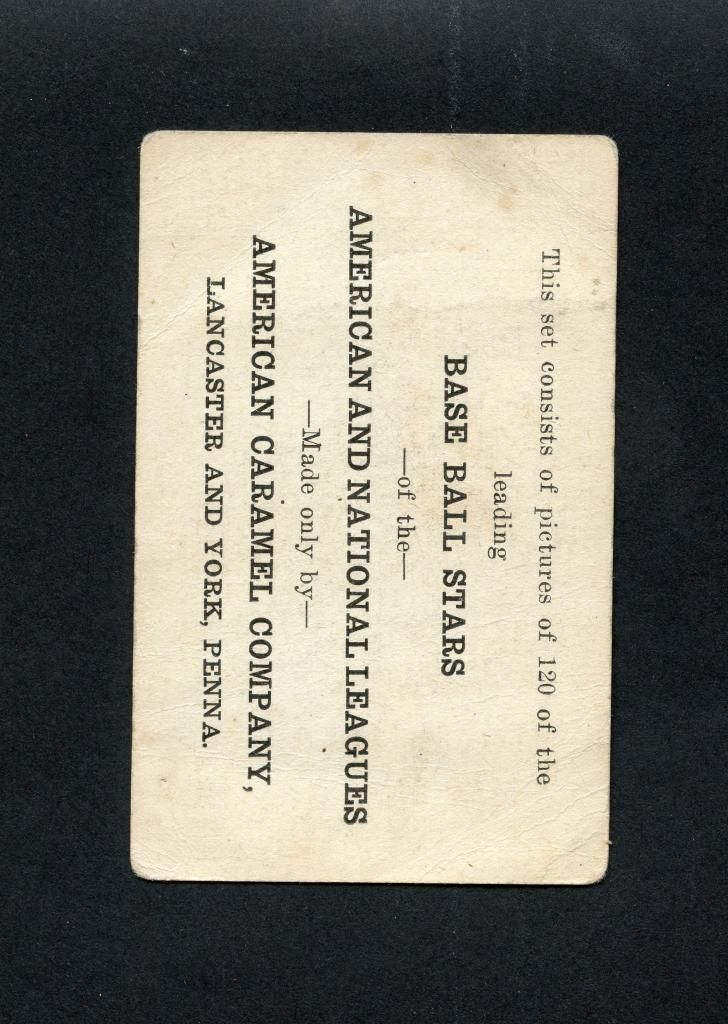 This set consists of pictures of 120 of the
leading
BASE BALL STARS
—of the—
AMERICAN AND NATIONAL LEAGUES
—Made only by—
AMERICAN CARAMEL COMPANY,
LANCASTER AND YORK, PENNA.